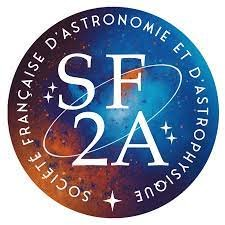 SOCIÉTÉ FRANÇAISE D'ASTRONOMIE ET D'ASTROPHYSIQUE
SF
2A